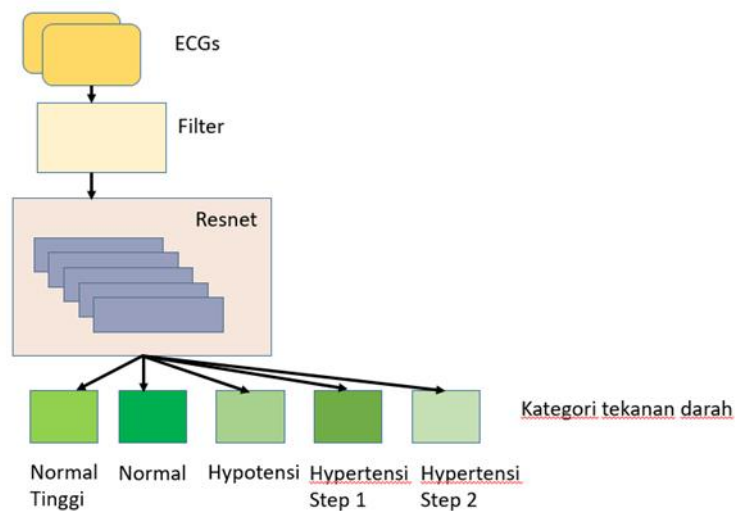 ECGs
Filter
Resnet
Kategori tekanan darah
Normal
Tinggi
Normal
Hypotensi
Hypertensi
Step 1
Hypertensi
Step 2